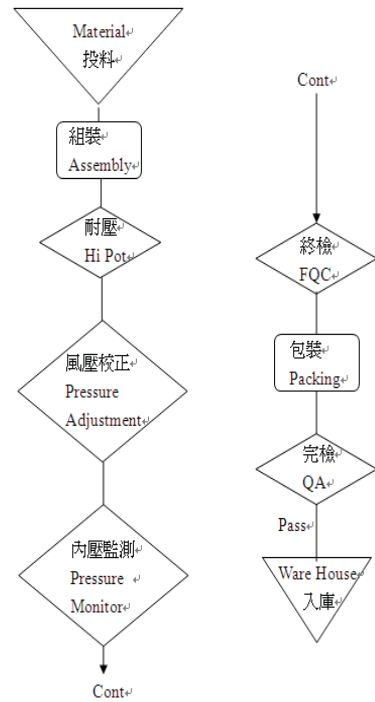 Material
投料
組裝
Assembly
耐壓
Hi Pot
風壓校正
Pressure
Adjustment
內壓監測
Pressure
Monitor
Cont
Cont
終檢
FQC
包裝
Packing
完檢
QA
Pass
Ware House
入庫